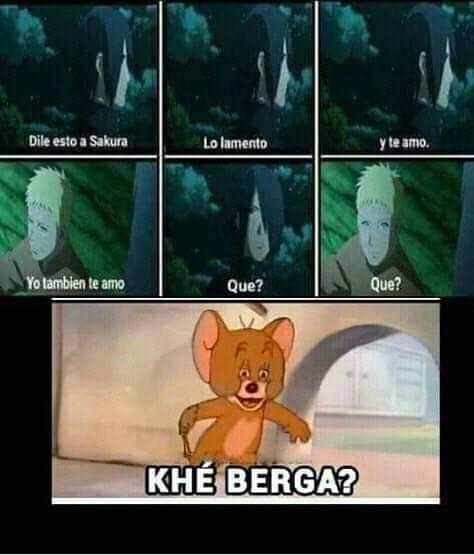 Dile esto a Sakura
Lo lamento
y te amo.
Yo tambien te amo
Que?
Que?
KHÉ BERGA?